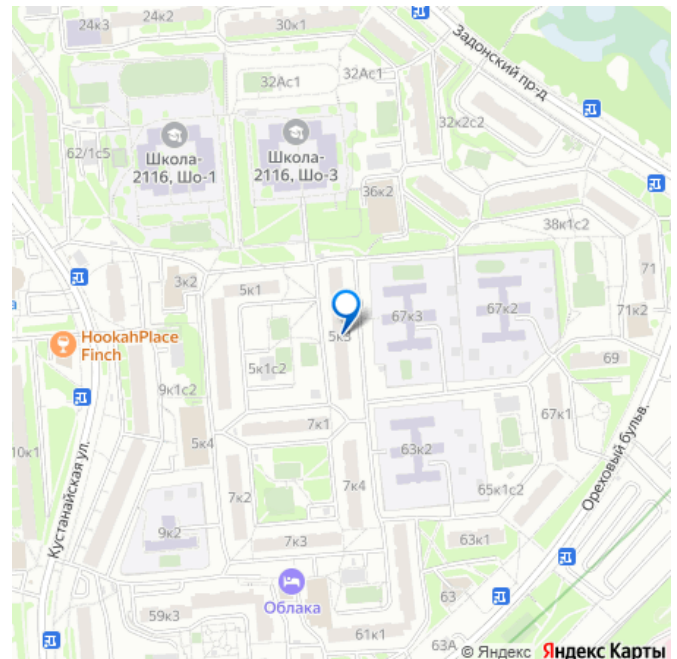 24к3
30к1
Задонский пр-д
32Ас1
32Ас1
32к2с2
62/1с5
Школа-
2116, Шо-1
Школа-
2116, Шо-3
36к2
38к1с2
71
3к2
5к1
67к3
67к2
71к2
а
HookahPlace
Finch
5к3
69
5к1с2
9к1с2
7к1
67к1
Ореховый бульв.
10к1
5к4
63к2
Кустанайская ул.
7к2
7к4
65к1с2
9к2
7к3
63к1
Облака
63
59к3
61к1
63А
© Яндекс Яндекс Карты